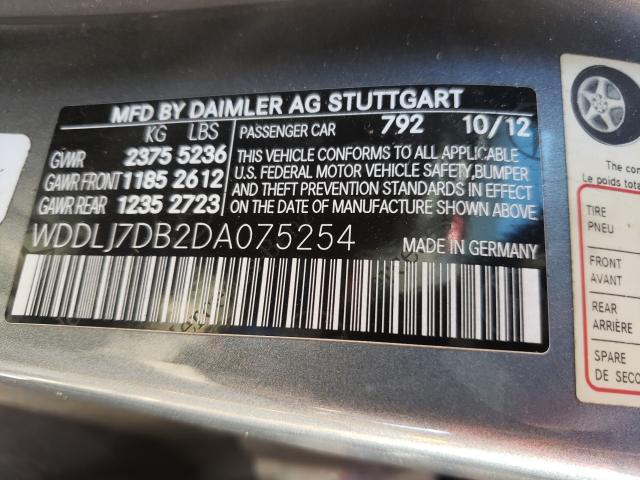 MFD BY DAIMLER AG STUTTGART
KG LBS
PASSENGER CAR 792 10/12
GVWR 2375 5236
GAWR FRONT 1185 2612
GAWR REAR 1235 2723
THIS VEHICLE CONFORMS TO ALL APPLICABLE
U.S. FEDERAL MOTOR VEHICLE SAFETY, BUMPER
AND THEFT PREVENTION STANDARDS IN EFFECT
ON THE DATE OF MANUFACTURE SHOWN ABOVE.
WDDLJ7DB2DA075254 MADE IN GERMANY
The com
Le poids tota
TIRE
PNEU
FRONT
AVANT
REAR
ARRIÈRE
SPARE
DE SECO